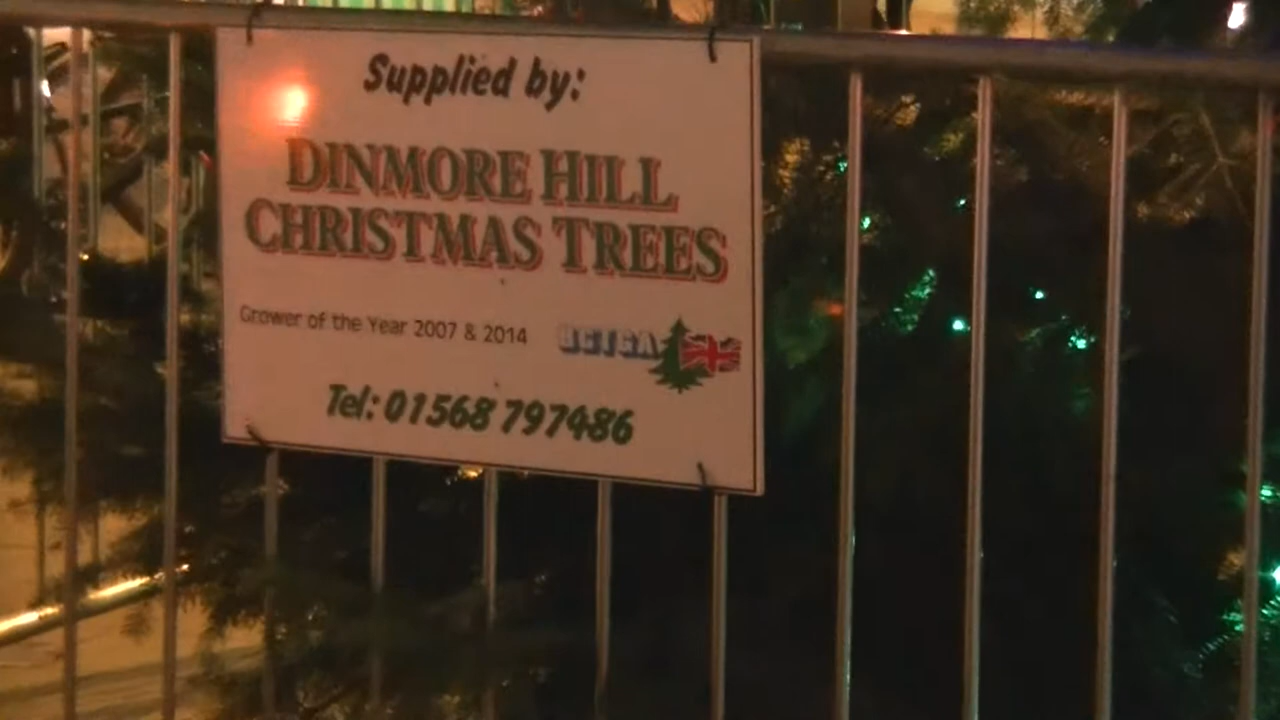 Supplied by:
DINMORE HILL
CHRISTMAS TREES
Grower of the Year 2007 & 2014
BCTGA
Tel: 01568 797486